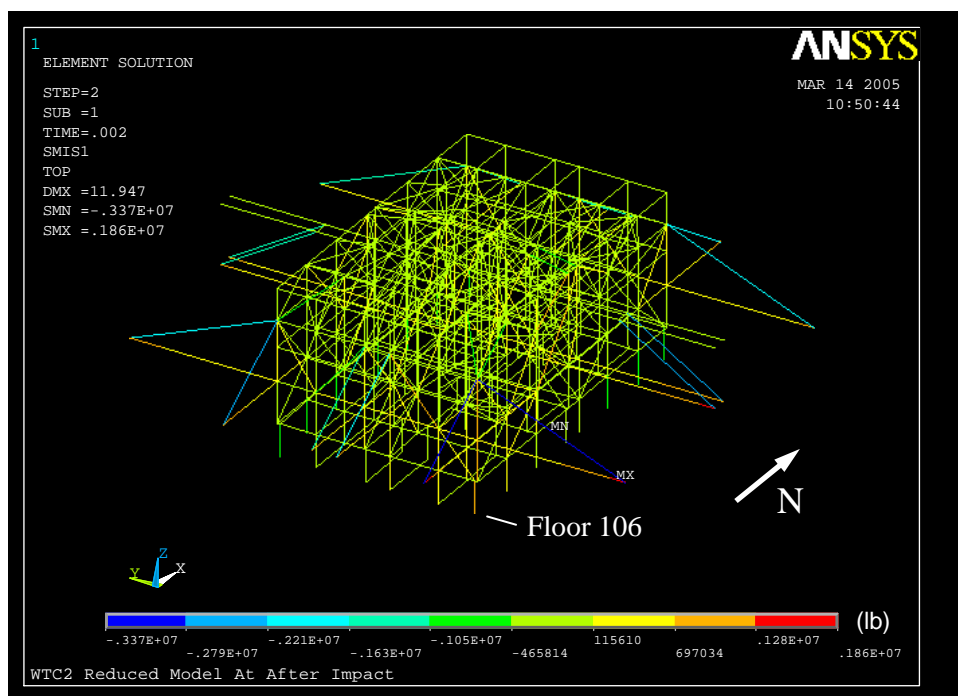 1
ANSYS
ELEMENT SOLUTION
MAR 14 2005
10:50:44
STEP=2
SUB =1
TIME=.002
SMIS1
TOP
DMX =11.947
SMN =-.337E+07
SMX =.186E+07
MN
MX
N
Floor 106
Z
Y
X
(lb)
-.337E+07 -.221E+07 -.105E+07 115610 .128E+07
-.279E+07 -.163E+07 -465814 697034 .186E+07
WTC2 Reduced Model At After Impact